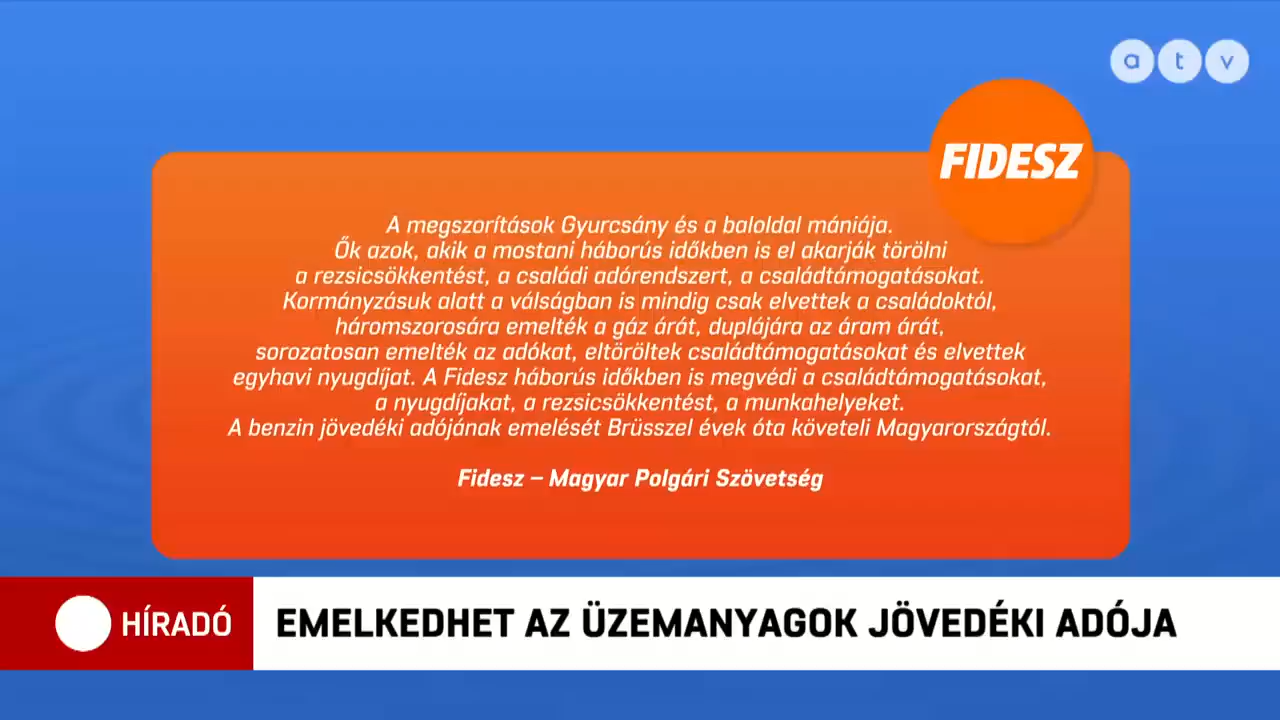 atv
FIDESZ
A megszorítások Gyurcsány és a baloldal mániája.
Ők azok, akik a mostani háborús időkben is el akarják törölni
a rezsicsökkentést, a családi adórendszert, a családtámogatásokat.
Kormányzásuk alatt a válságban is mindig csak elvettek a családoktól,
háromszorosára emelték a gáz árát, duplájára az áram árát,
sorozatosan emelték az adókat, eltöröltek családtámogatásokat és elvettek
egyhavi nyugdíjat. A Fidesz háborús időkben is megvédi a családtámogatásokat,
a nyugdíjakat, a rezsicsökkentést, a munkahelyeket.
A benzin jövedéki adójának emelését Brüsszel évek óta követeli Magyarországtól.
Fidesz – Magyar Polgári Szövetség
HÍRADÓ
EMELKEDHET AZ ÜZEMANYAGOK JÖVEDÉKI ADÓJA